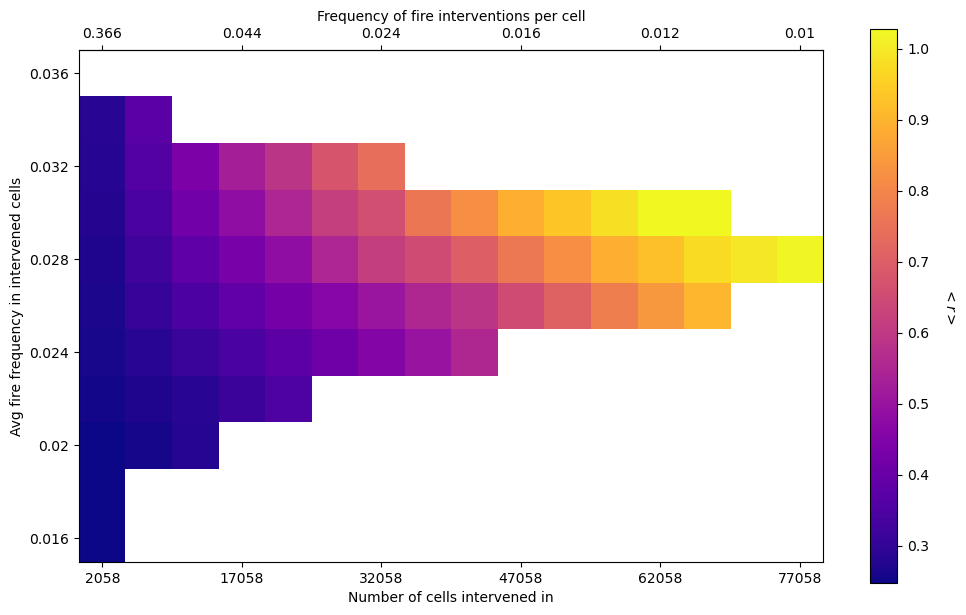 Frequency of fire interventions per cell
0.366 0.044 0.024 0.016 0.012 0.01
0.036
0.032
0.028
0.024
0.02
0.016
Avg fire frequency in intervened cells
2058 17058 32058 47058 62058 77058
Number of cells intervened in
1.0
0.9
0.8
0.7
0.6
0.5
0.4
0.3
< r >